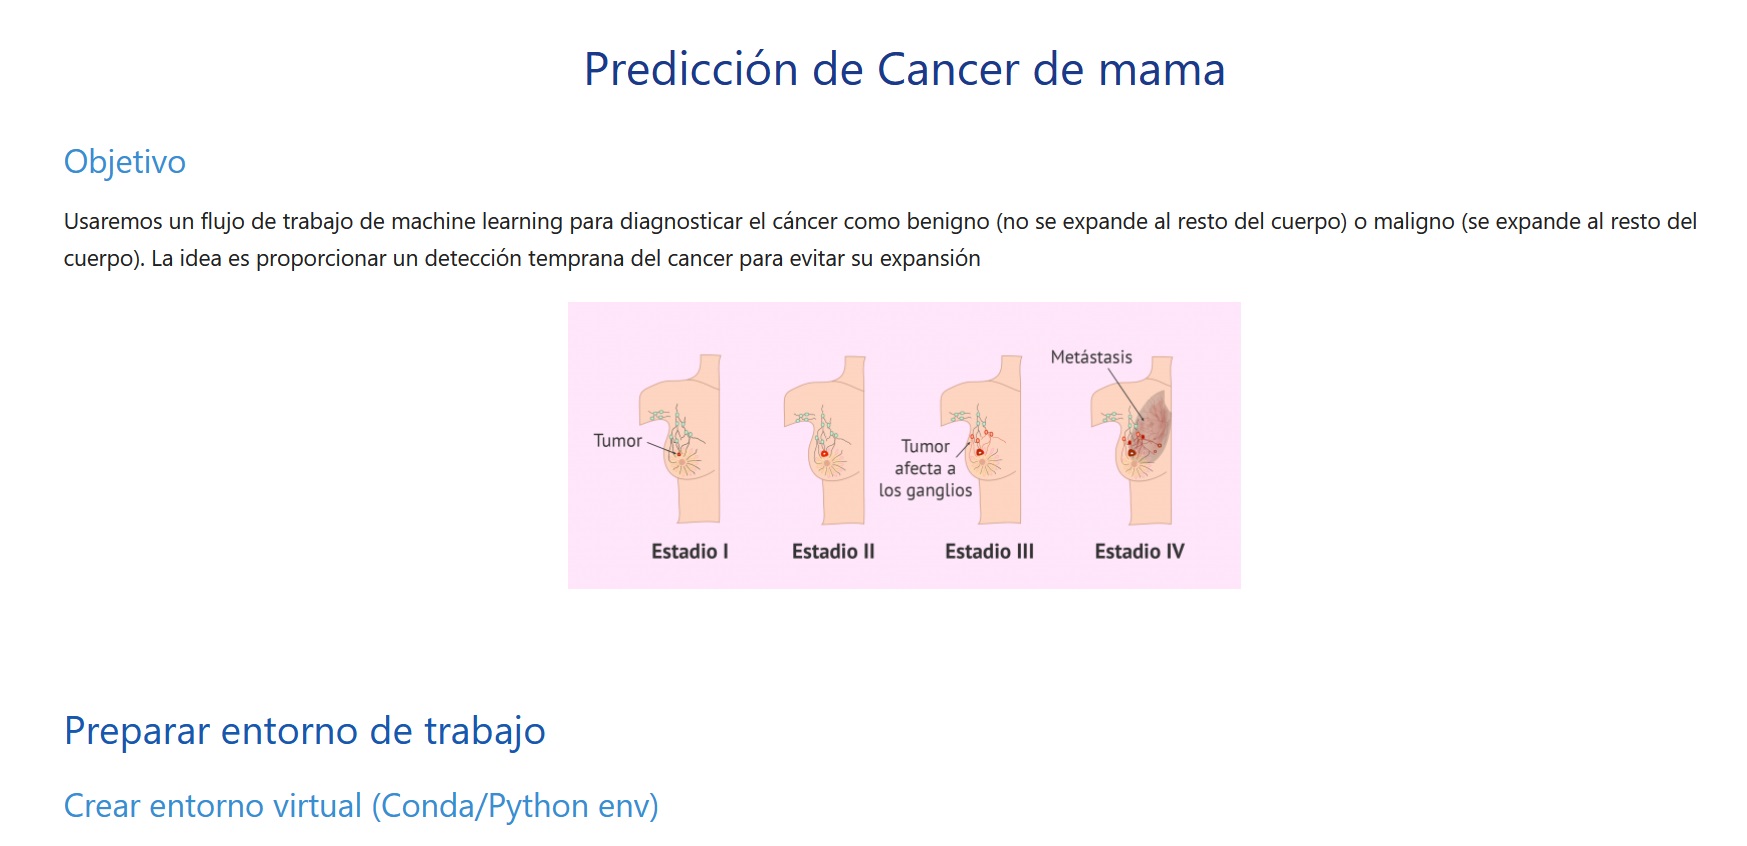 Predicción de Cancer de mama
Objetivo
Usaremos un flujo de trabajo de machine learning para diagnosticar el cáncer como benigno (no se expande al resto del cuerpo) o maligno (se expande al resto del
cuerpo). La idea es proporcionar un detección temprana del cancer para evitar su expansión
Metástasis
Tumor
Tumor
afecta a
los ganglios
Estadio I
Estadio II
Estadio III
Estadio IV
Preparar entorno de trabajo
Crear entorno virtual (Conda/Python env)